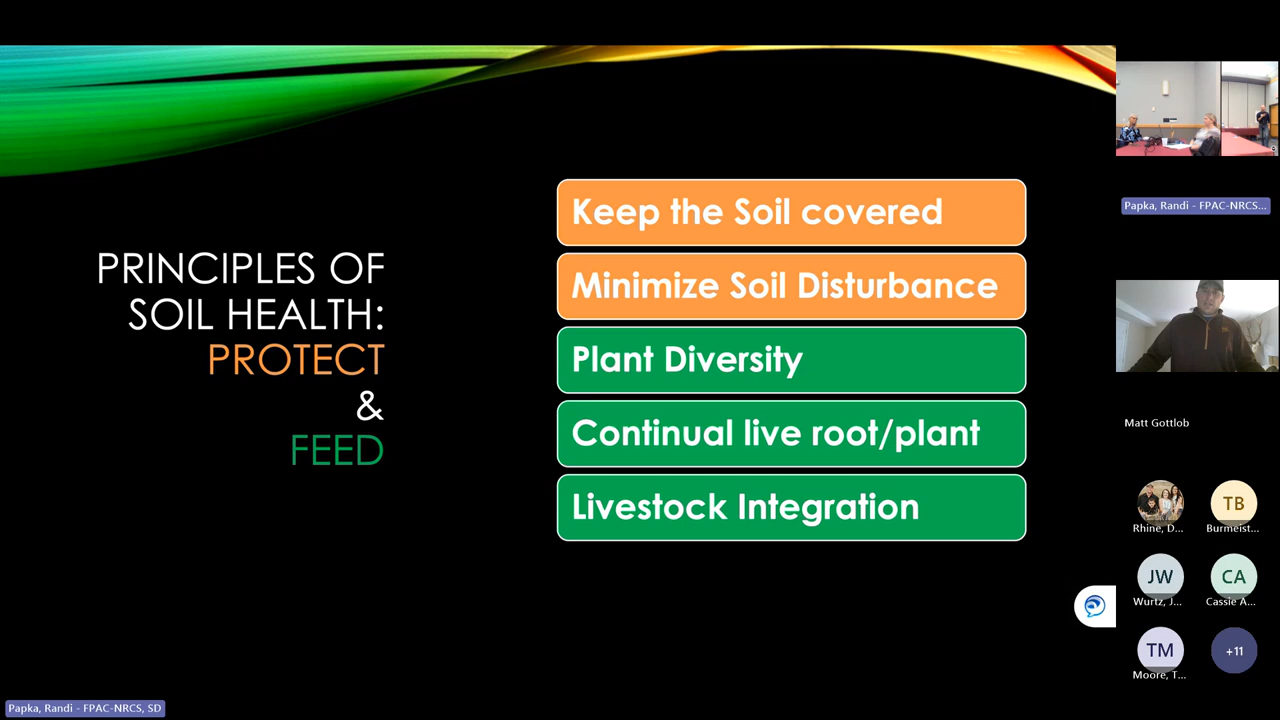 PRINCIPLES OF
SOIL HEALTH:
PROTECT
&
FEED
Keep the Soil covered
Minimize Soil Disturbance
Plant Diversity
Continual live root/plant
Livestock Integration
Papka, Randi - FPAC-NRCS...
Matt Gottlob
TB
Rhine, D...
Burmeist...
JW
CA
Wurtz, J...
Cassie A...
TM
+11
Moore, T...
Papka, Randi - FPAC-NRCS, SD